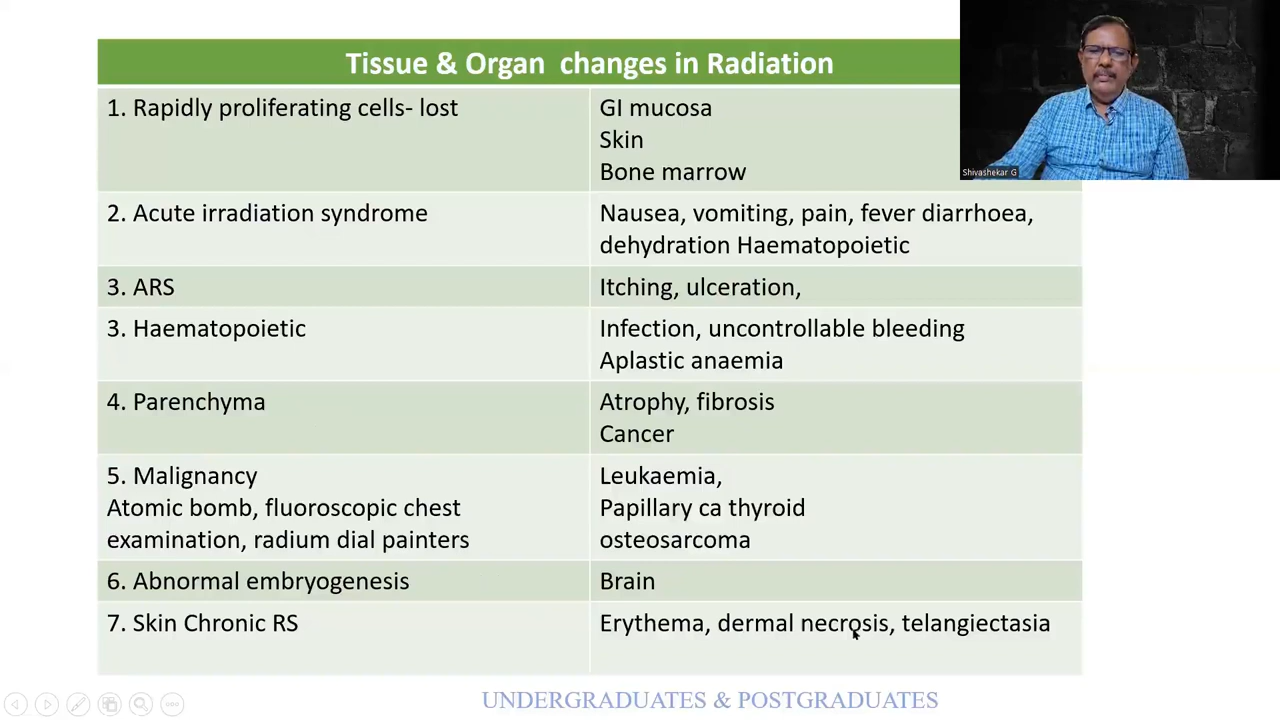 Tissue & Organ changes in Radiation
1. Rapidly proliferating cells- lost
GI mucosa
Skin
Bone marrow
2. Acute irradiation syndrome
Nausea, vomiting, pain, fever diarrhoea,
dehydration Haematopoietic
3. ARS
Itching, ulceration,
3. Haematopoietic
Infection, uncontrollable bleeding
Aplastic anaemia
4. Parenchyma
Atrophy, fibrosis
Cancer
5. Malignancy
Atomic bomb, fluoroscopic chest
examination, radium dial painters
Leukaemia,
Papillary ca thyroid
osteosarcoma
6. Abnormal embryogenesis
Brain
7. Skin Chronic RS
Erythema, dermal necrosis, telangiectasia
UNDERGRADUATES & POSTGRADUATES
Shivashekar G